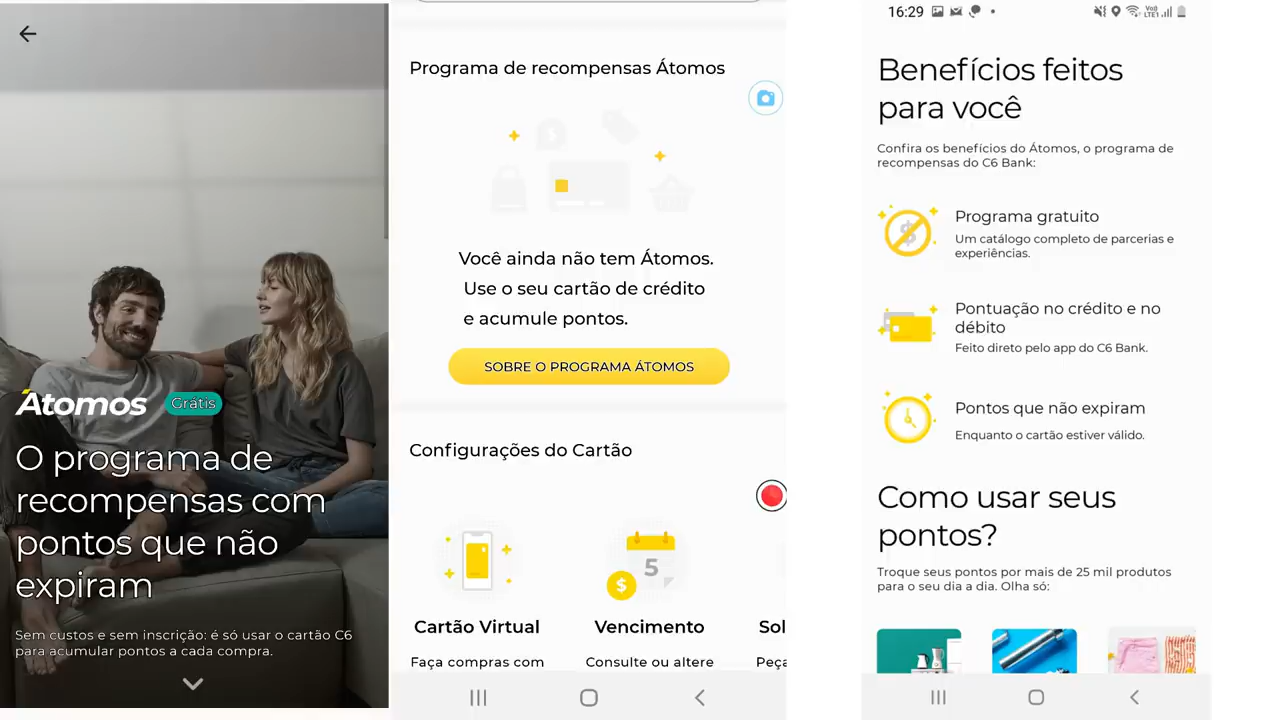 Átomos Grátis
O programa de
recompensas com
pontos que não
expiram
Sem custos e sem inscrição: é só usar o cartão C6
para acumular pontos a cada compra.
Programa de recompensas Átomos
Você ainda não tem Átomos.
Use o seu cartão de crédito
e acumule pontos.
SOBRE O PROGRAMA ÁTOMOS
Configurações do Cartão
5
$
Cartão Virtual
Faça compras com
Vencimento
Consulte ou altere
Sol
Peça
16:29
Vo)) LTE1
Benefícios feitos
para você
Confira os benefícios do Átomos, o programa de
recompensas do C6 Bank:
$
Programa gratuito
Um catálogo completo de parcerias e
experiências.
Pontuação no crédito e no
débito
Feito direto pelo app do C6 Bank.
Pontos que não expiram
Enquanto o cartão estiver válido.
Como usar seus
pontos?
Troque seus pontos por mais de 25 mil produtos
para o seu dia a dia. Olha só: